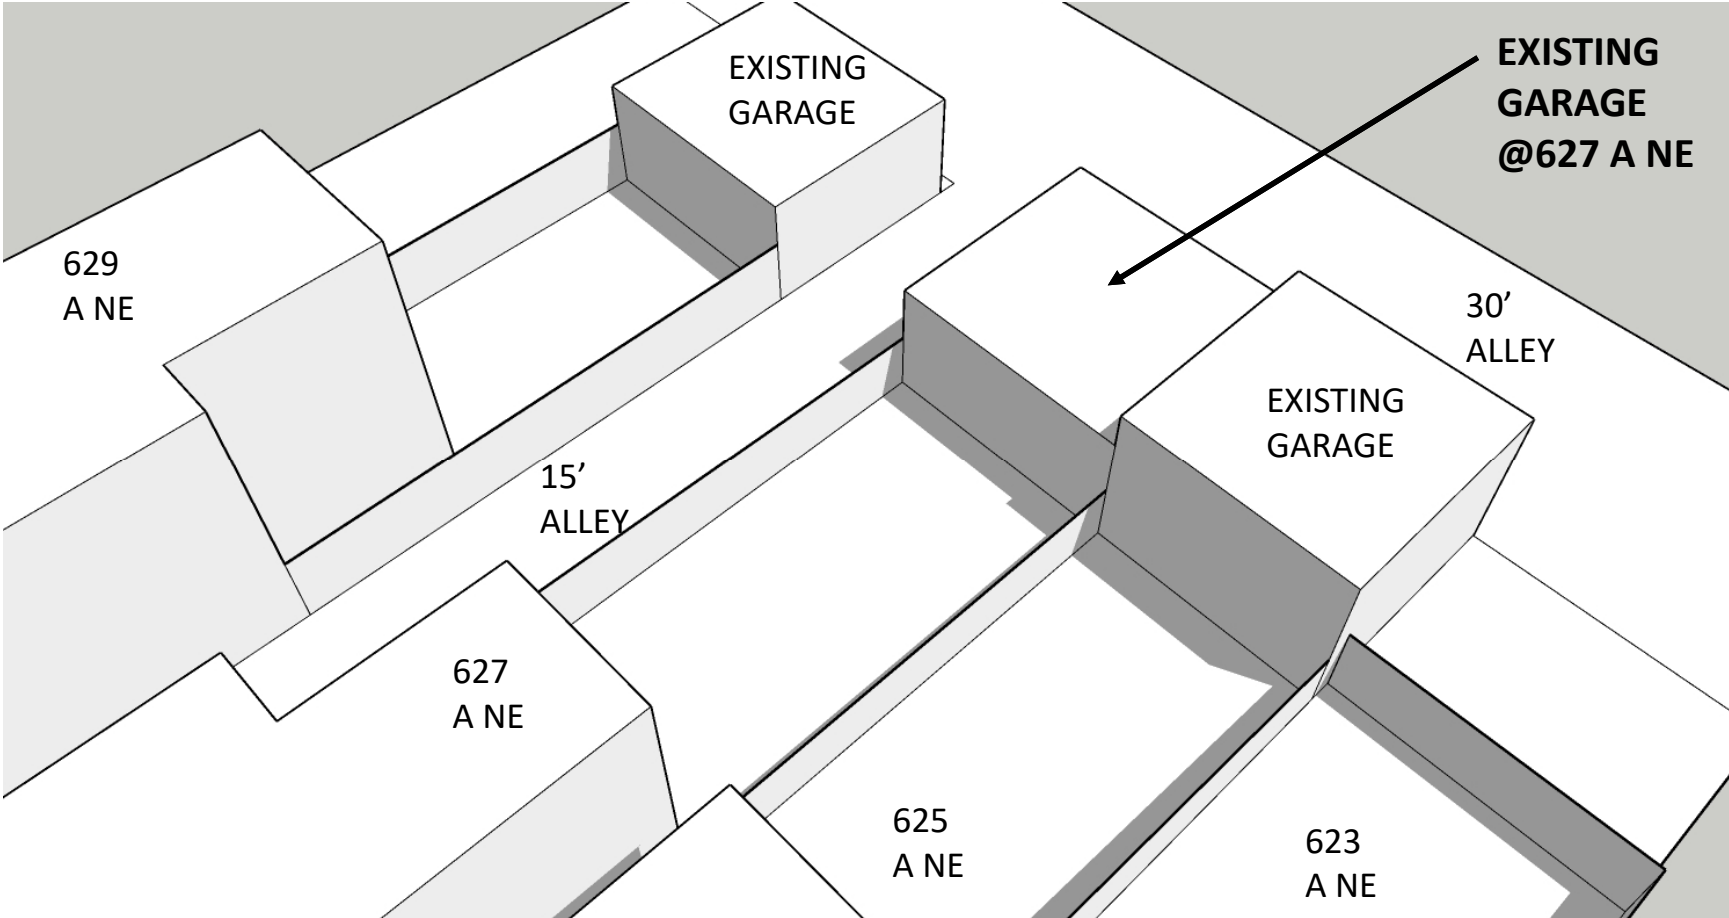 EXISTING
GARAGE
EXISTING
GARAGE
@627 A NE
629
A NE
30’
ALLEY
EXISTING
GARAGE
15’
ALLEY
627
A NE
625
A NE
623
A NE